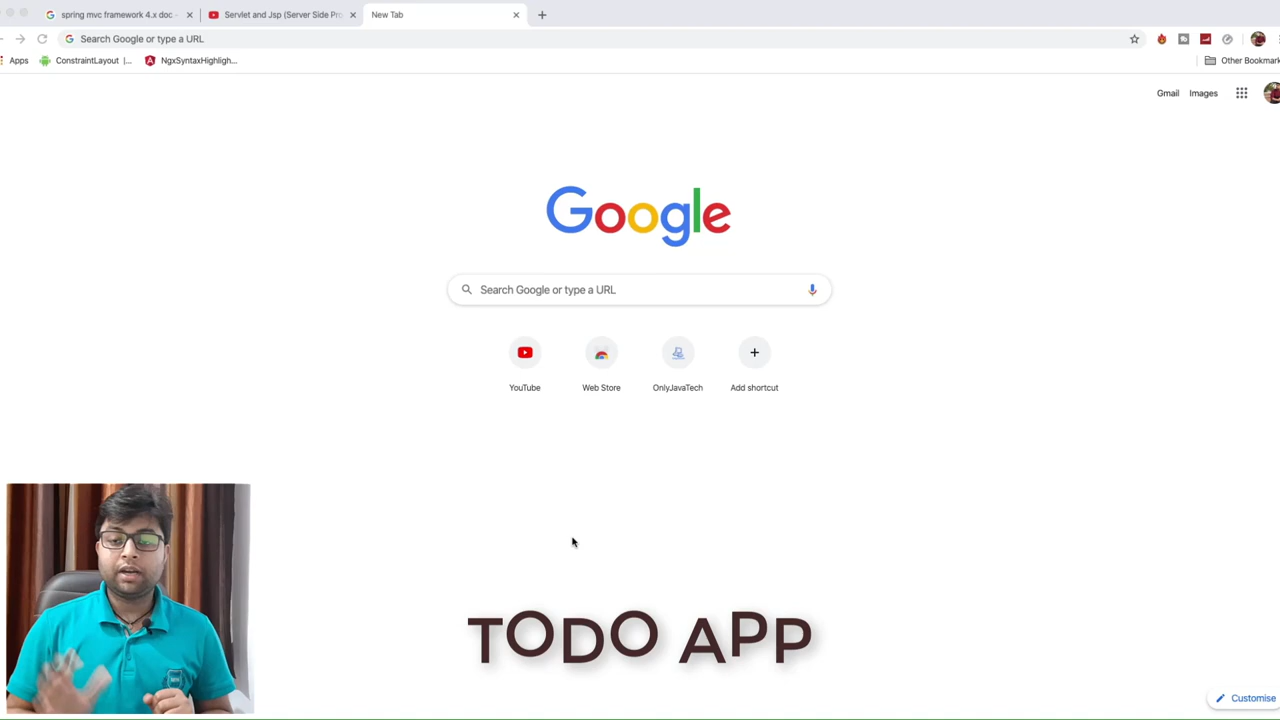 spring mvc framework 4.x doc -
Servlet and Jsp (Server Side Pro
New Tab
Search Google or type a URL
Apps
ConstraintLayout |...
NgxSyntaxHighligh...
Other Bookmark
Gmail
Images
Google
Search Google or type a URL
YouTube
Web Store
OnlyJavaTech
Add shortcut
TODO APP
Customise